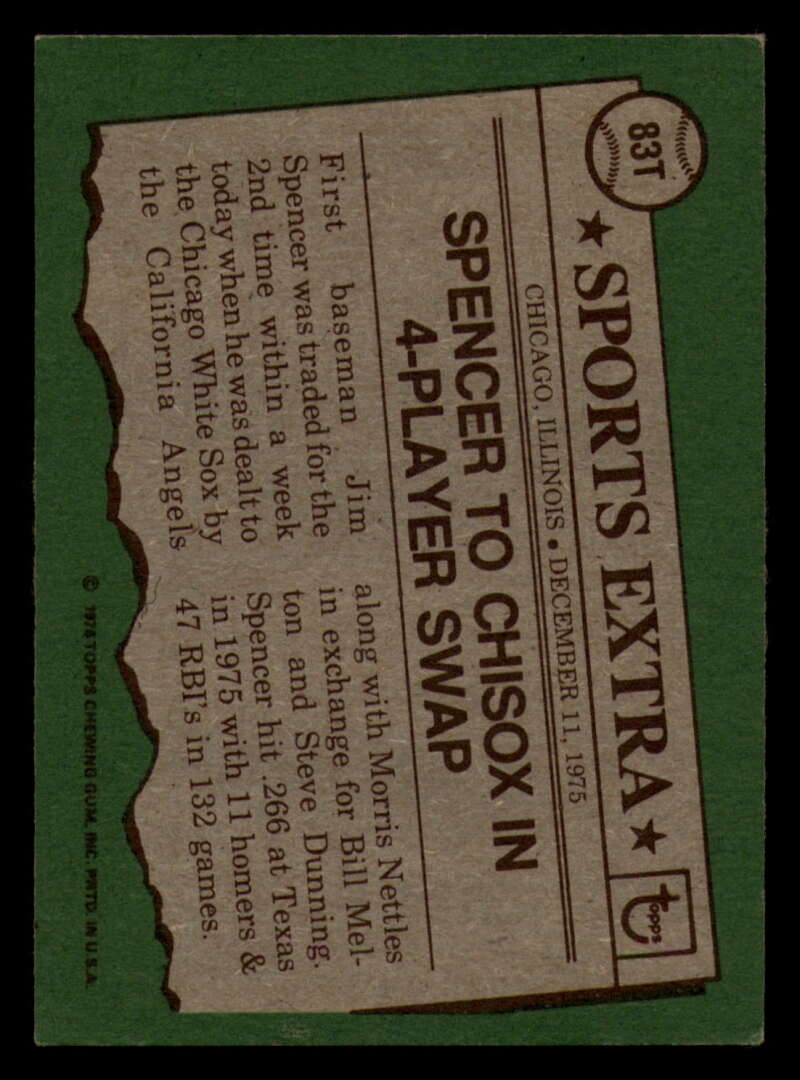 83T
★ SPORTS EXTRA ★
topps
CHICAGO, ILLINOIS • DECEMBER 11, 1975
SPENCER TO CHISOX IN
4-PLAYER SWAP
First baseman Jim
Spencer was traded for the
2nd time within a week
today when he was dealt to
the Chicago White Sox by
the California Angels
along with Morris Nettles
in exchange for Bill Mel-
ton and Steve Dunning.
Spencer hit .266 at Texas
in 1975 with 11 homers &
47 RBI's in 132 games.
© 1976 TOPPS CHEWING GUM, INC. PRTD. IN U.S.A.